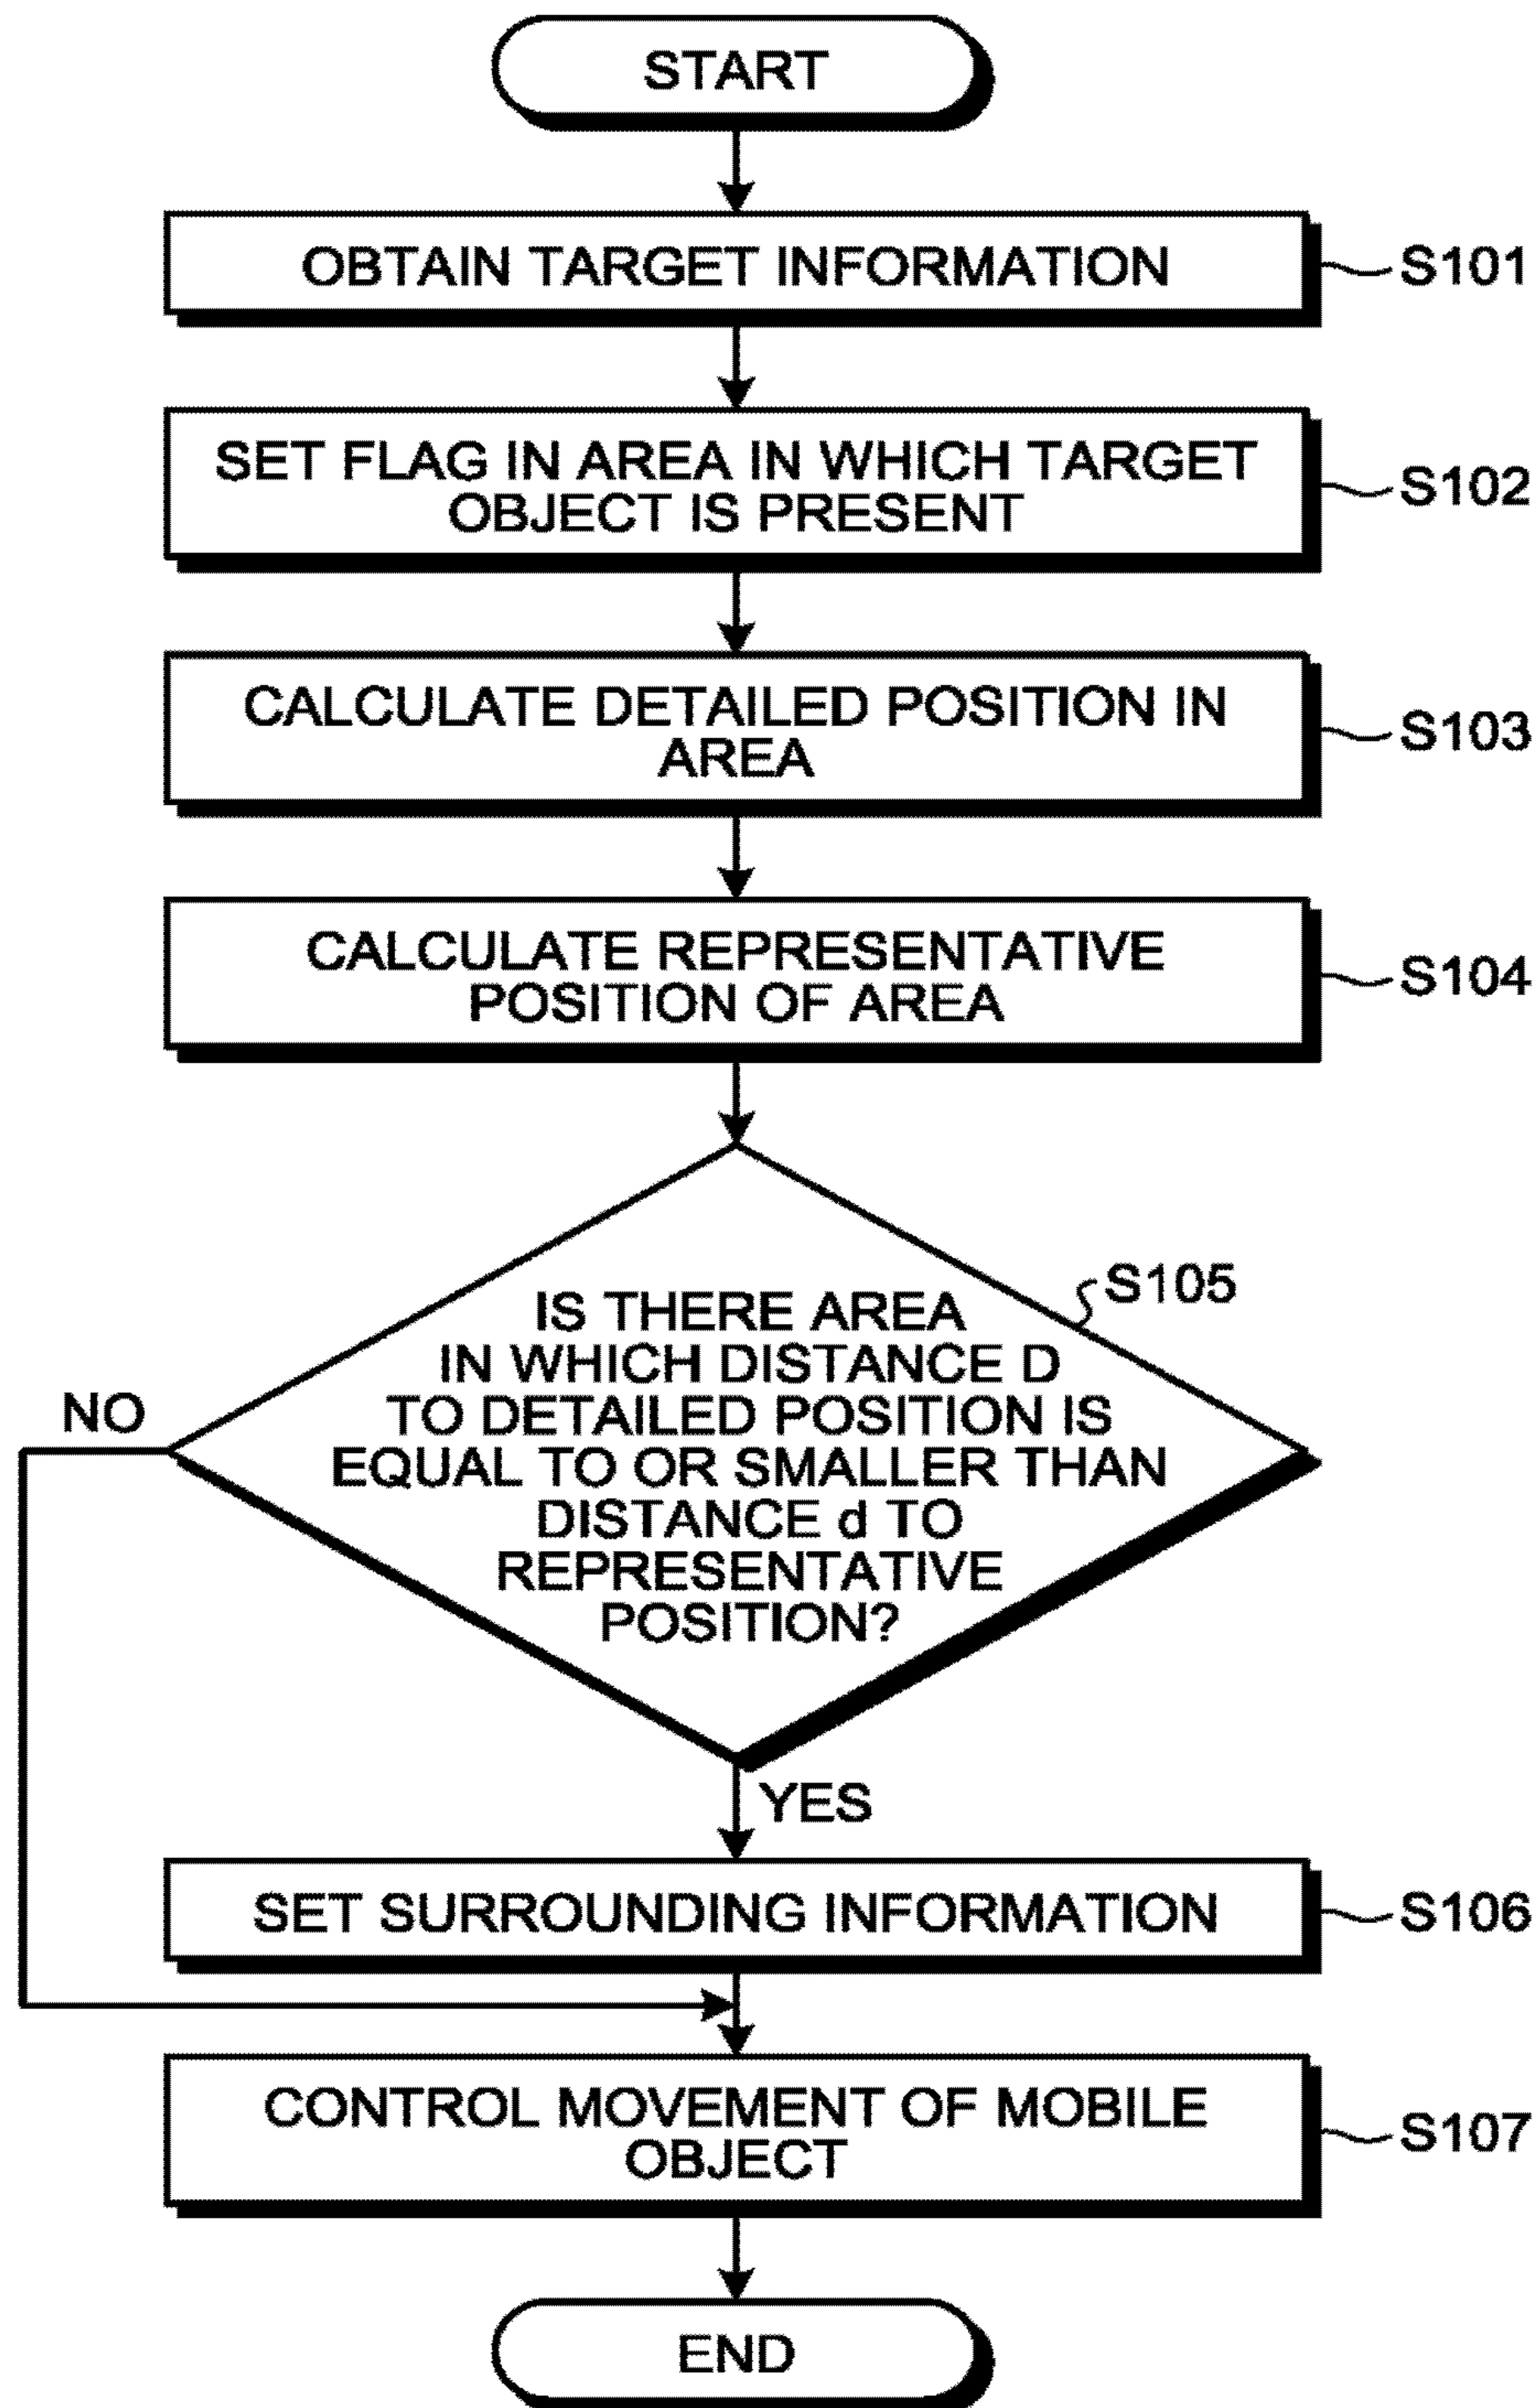 START
OBTAIN TARGET INFORMATION
S101
SET FLAG IN AREA IN WHICH TARGET
OBJECT IS PRESENT
S102
CALCULATE DETAILED POSITION IN
AREA
S103
CALCULATE REPRESENTATIVE
POSITION OF AREA
S104
S105
IS THERE AREA
IN WHICH DISTANCE D
TO DETAILED POSITION IS
EQUAL TO OR SMALLER THAN
DISTANCE d TO
REPRESENTATIVE
POSITION?
NO
YES
SET SURROUNDING INFORMATION
S106
CONTROL MOVEMENT OF MOBILE
OBJECT
S107
END